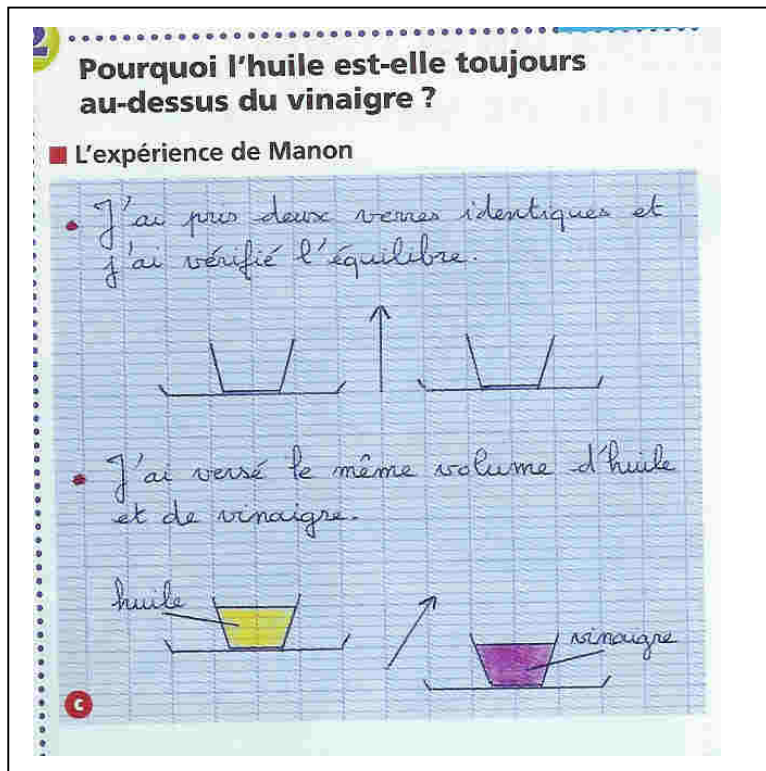 2
Pourquoi l'huile est-elle toujours
au-dessus du vinaigre ?
L'expérience de Manon
• J'ai pris deux verres identiques et
j'ai vérifié l'équilibre.
• J'ai versé le même volume d'huile
et de vinaigre.
huile
vinaigre
C